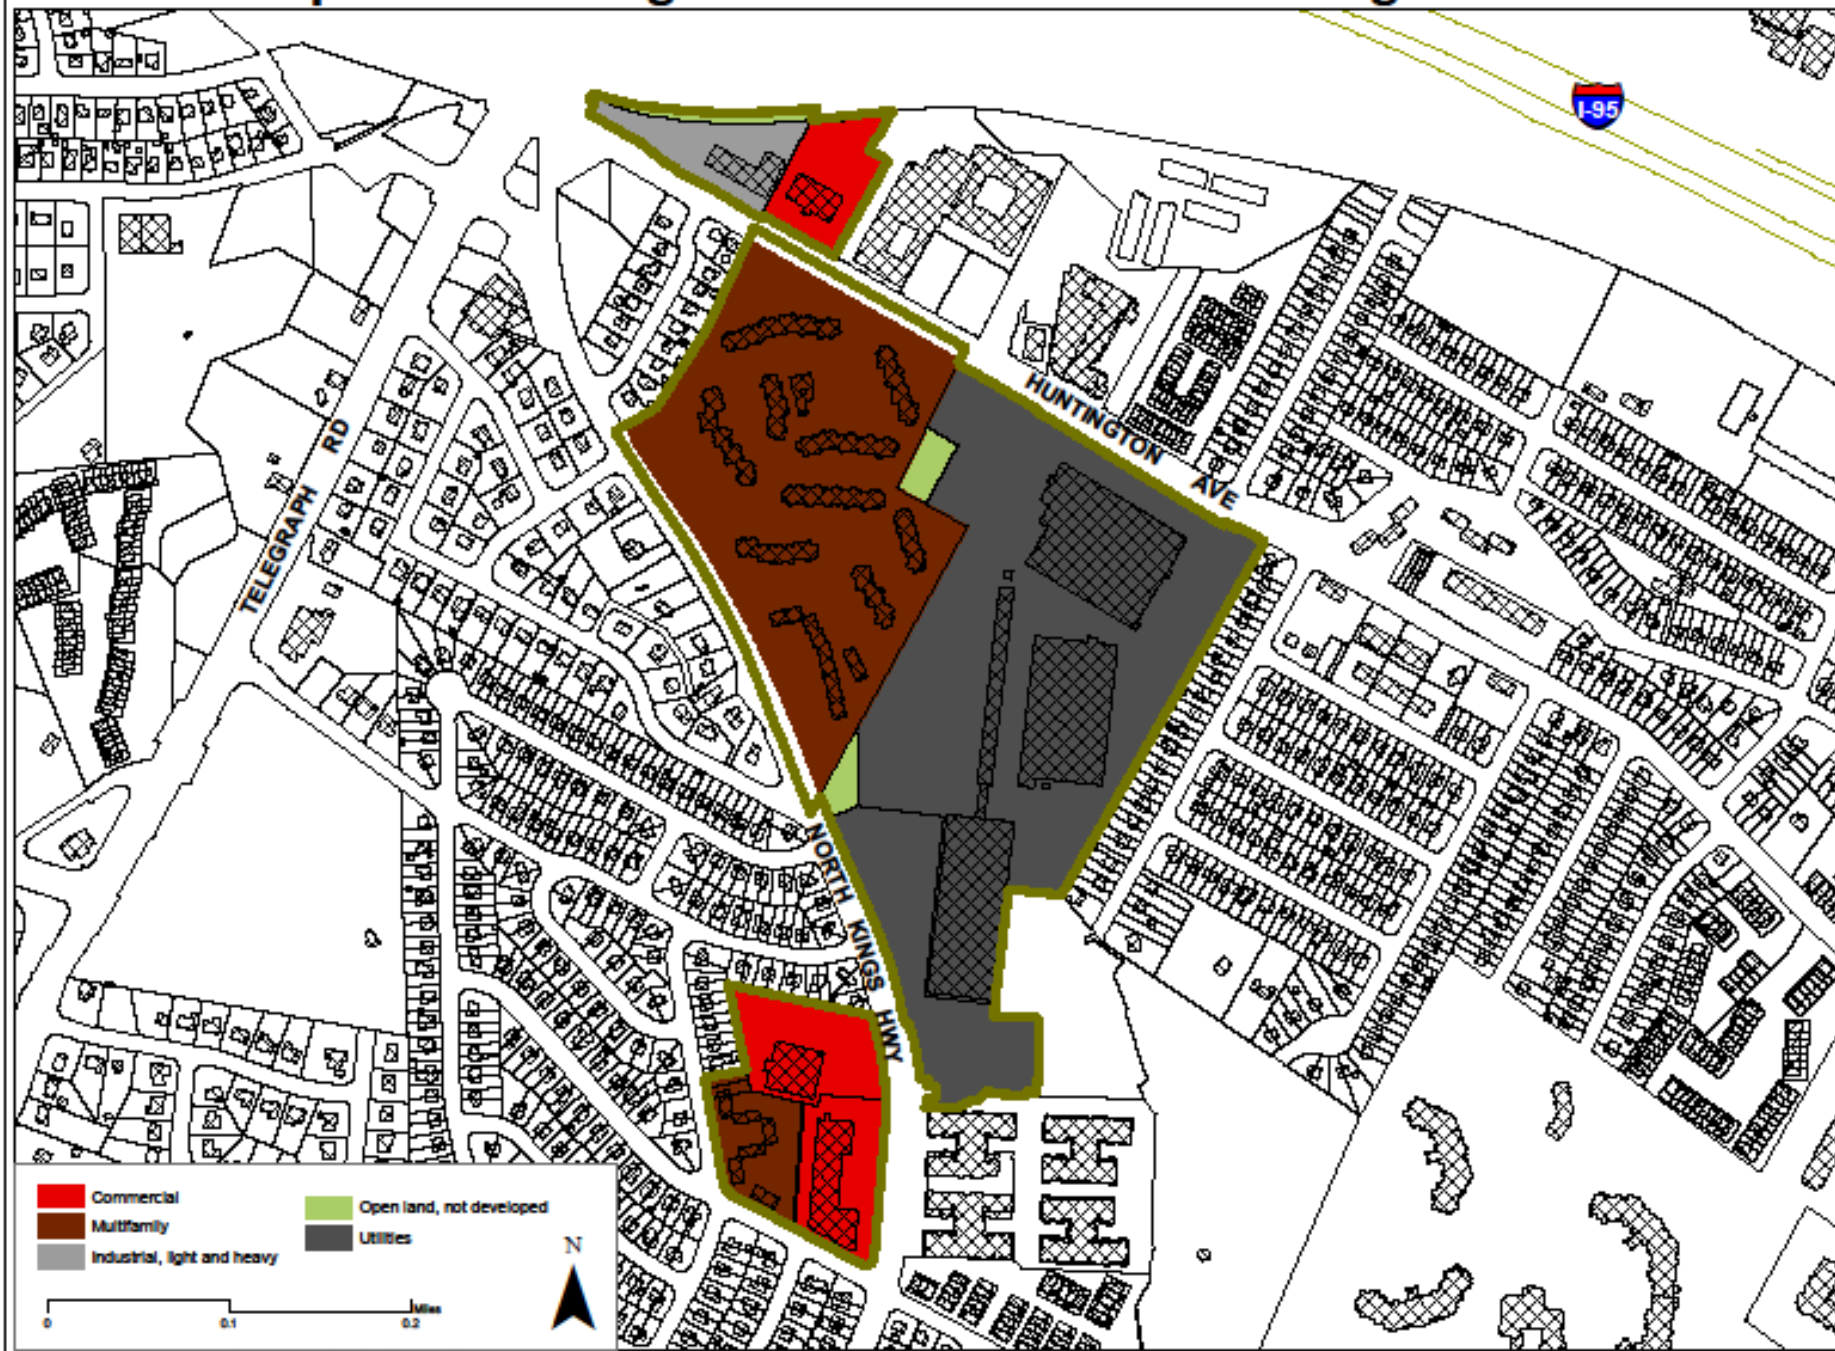 I-95
HUNTINGTON AVE
TELEGRAPH RD
NORTH KINGS HWY
Commercial
Multifamily
Industrial, light and heavy
Open land, not developed
Utilities
N
Miles
0 0.1 0.2